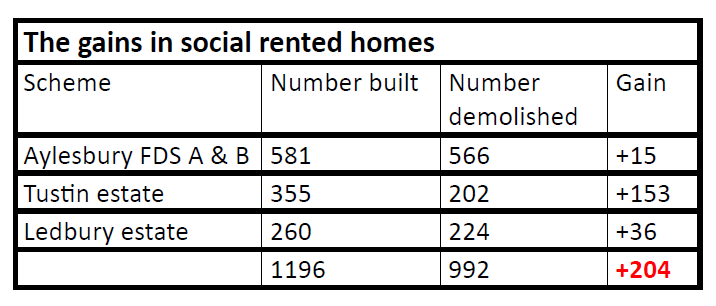 The gains in social rented homes
Scheme Number built Number demolished Gain
Aylesbury FDS A & B 581 566 +15
Tustin estate 355 202 +153
Ledbury estate 260 224 +36
1196 992 +204